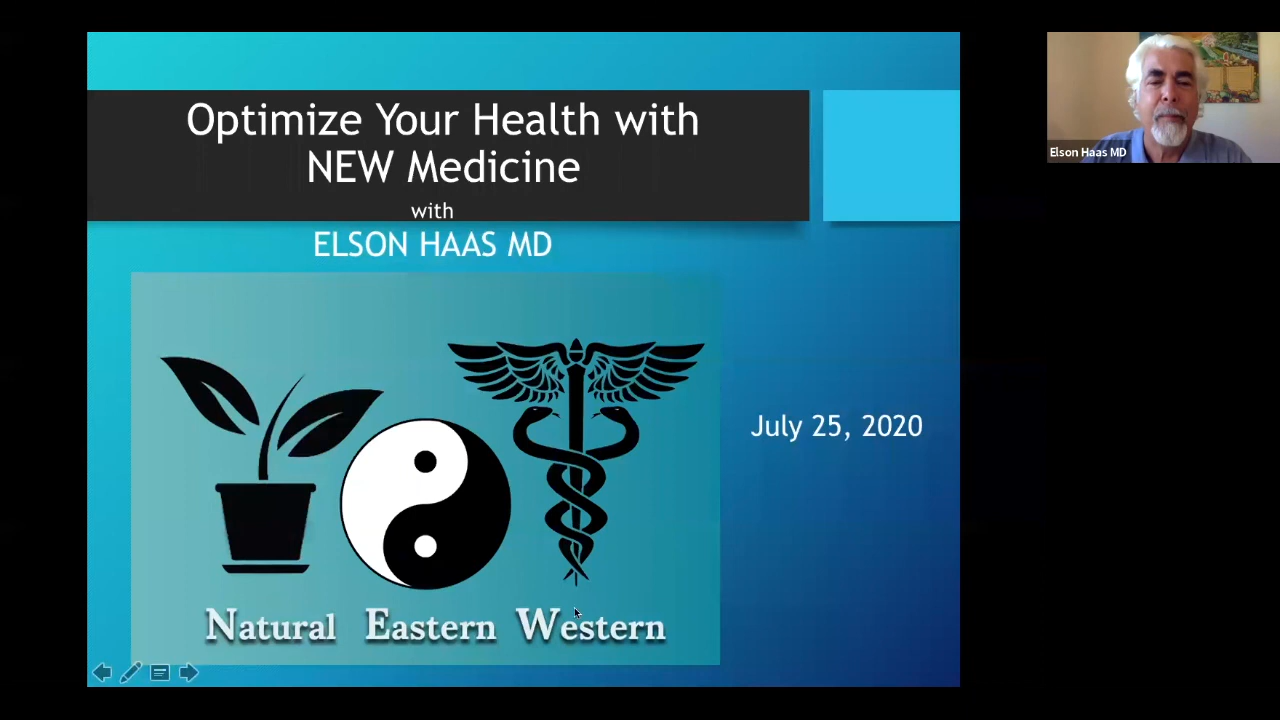 Optimize Your Health with
NEW Medicine
with
ELSON HAAS MD
July 25, 2020
Natural Eastern Western
Elson Haas MD